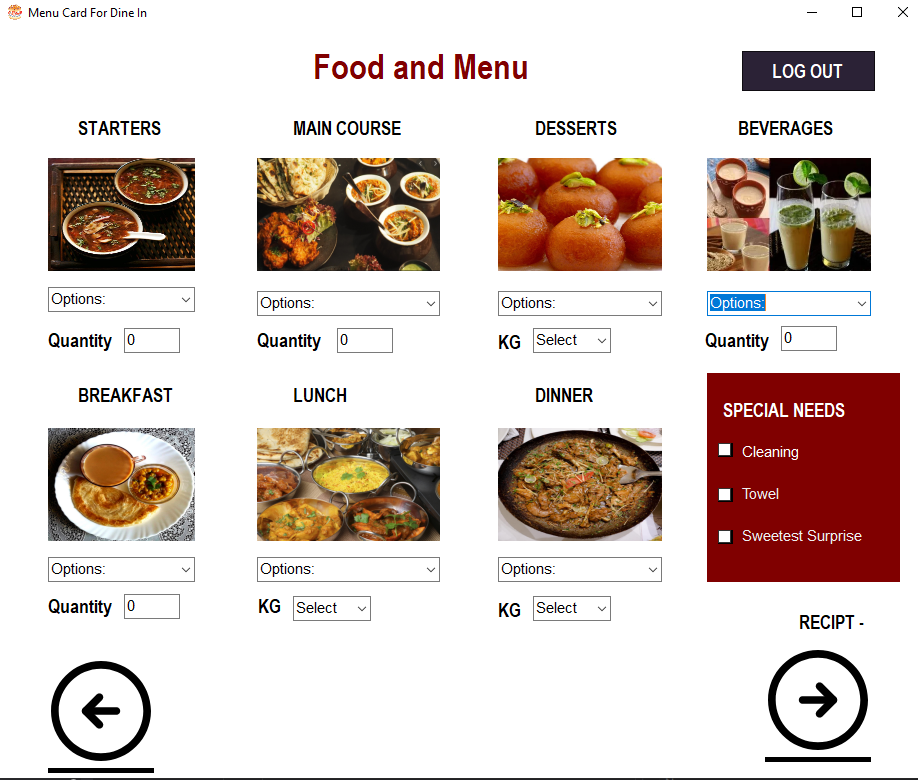 Menu Card For Dine In
Food and Menu
LOG OUT
STARTERS
MAIN COURSE
DESSERTS
BEVERAGES
Options:
Options:
Options:
Options:
Quantity 0
Quantity 0
KG Select
Quantity 0
BREAKFAST
LUNCH
DINNER
SPECIAL NEEDS
Cleaning
Towel
Sweetest Surprise
Options:
Options:
Options:
Quantity 0
KG Select
KG Select
RECIPT -